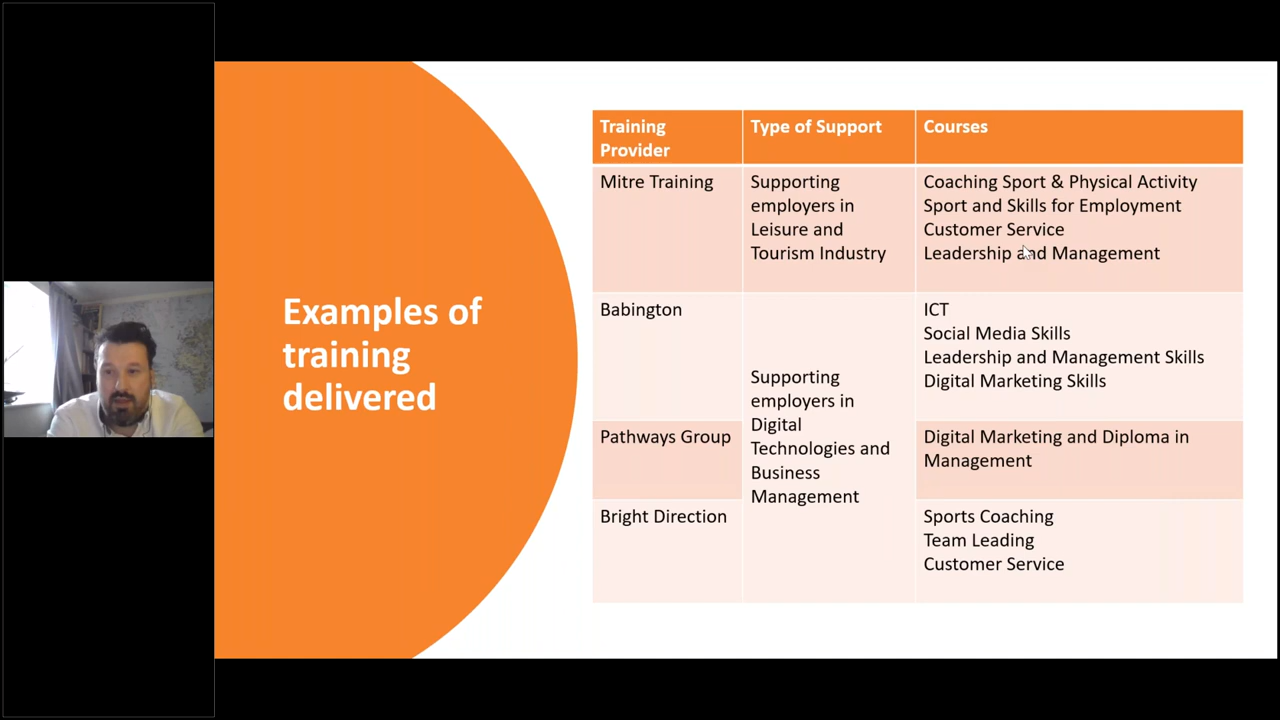 Examples of
training
delivered
Training
Provider
Type of Support
Courses
Mitre Training
Supporting
employers in
Leisure and
Tourism Industry
Coaching Sport & Physical Activity
Sport and Skills for Employment
Customer Service
Leadership and Management
Babington
Supporting
employers in
Digital
Technologies and
Business
Management
ICT
Social Media Skills
Leadership and Management Skills
Digital Marketing Skills
Pathways Group
Digital Marketing and Diploma in
Management
Bright Direction
Sports Coaching
Team Leading
Customer Service